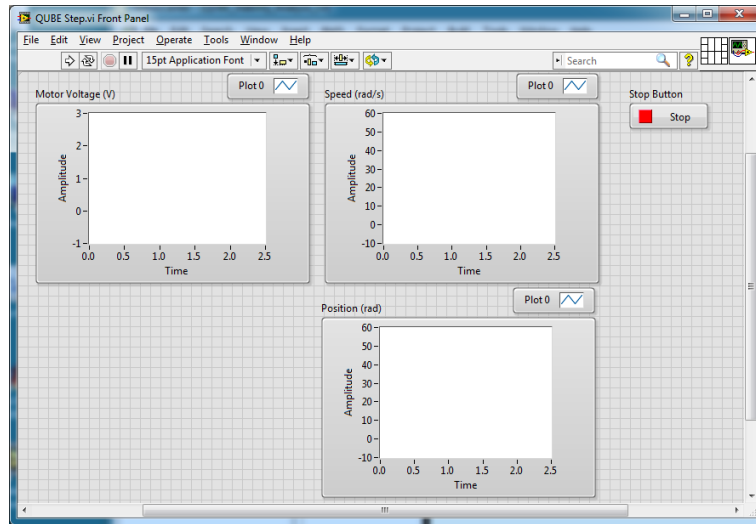 QUBE Step.vi Front Panel
File Edit View Project Operate Tools Window Help
15pt Application Font
Search
?
Motor Voltage (V)
Plot 0
Amplitude
3
2
1
0
-1
0.0 0.5 1.0 1.5 2.0 2.5
Time
Speed (rad/s)
Plot 0
Amplitude
60
50
40
30
20
10
0
-10
0.0 0.5 1.0 1.5 2.0 2.5
Time
Stop Button
Stop
Position (rad)
Plot 0
Amplitude
60
50
40
30
20
10
0
-10
0.0 0.5 1.0 1.5 2.0 2.5
Time